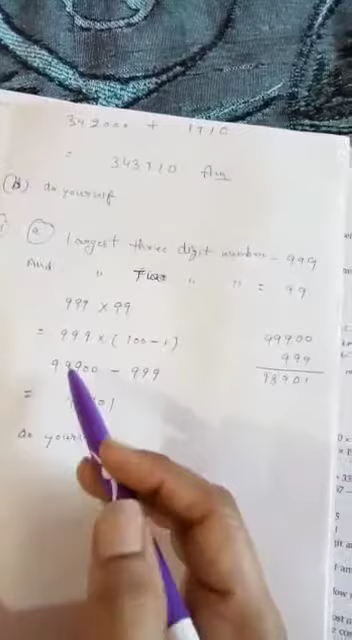 342000 + 1710
= 343710 Ans
(b) do yourself
(a) Largest three digit number - 999
And " Two " " = 99
999 × 99
= 999 × (100 - 1)
99900 - 999
=
do
99900
999
98901